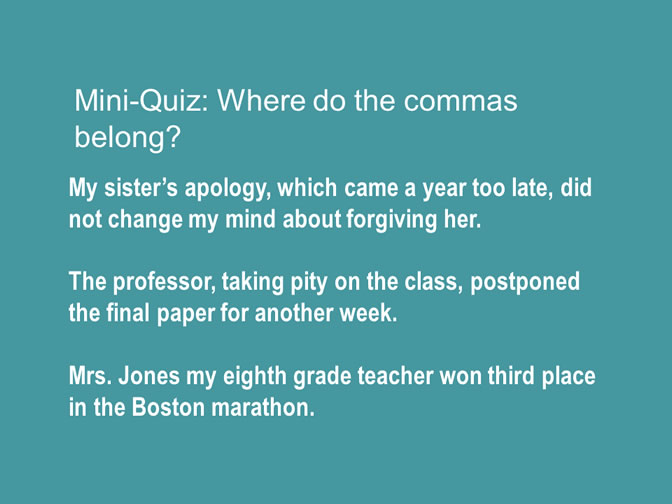 Mini-Quiz: Where do the commas
belong?
My sister’s apology, which came a year too late, did
not change my mind about forgiving her.
The professor, taking pity on the class, postponed
the final paper for another week.
Mrs. Jones my eighth grade teacher won third place
in the Boston marathon.